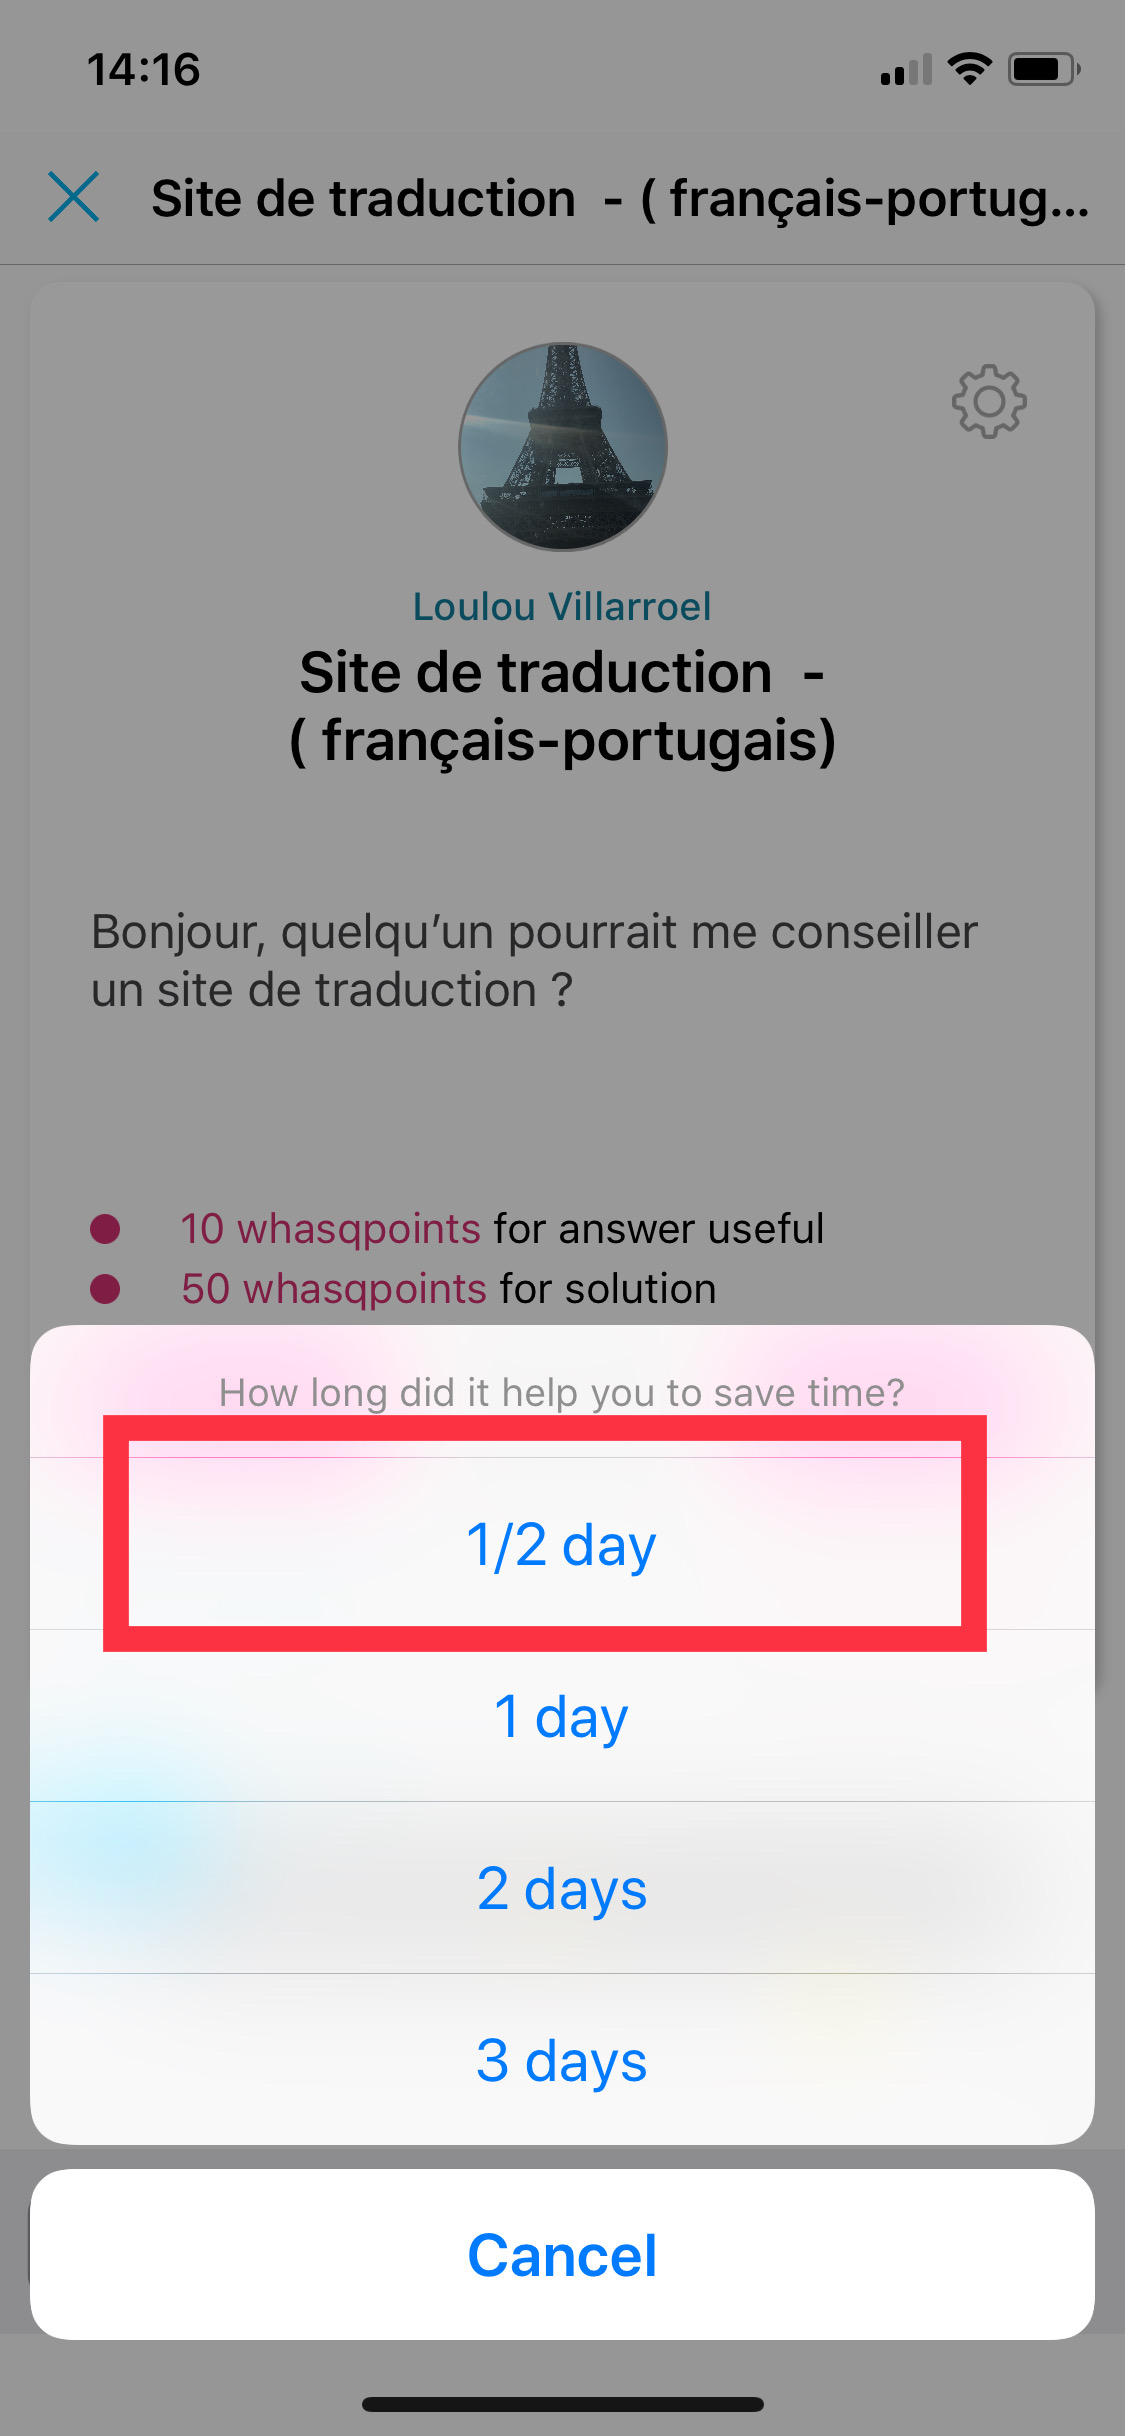 14:16
Site de traduction - ( français-portug...
Loulou Villarroel
Site de traduction -
( français-portugais)
Bonjour, quelqu’un pourrait me conseiller
un site de traduction ?
10 whasqpoints for answer useful
50 whasqpoints for solution
How long did it help you to save time?
1/2 day
1 day
2 days
3 days
Cancel